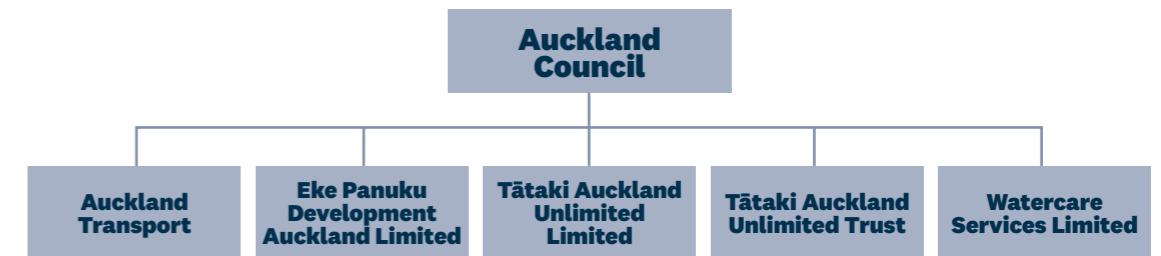 Auckland
Council
Auckland
Transport
Eke Panuku
Development
Auckland Limited
Tātaki Auckland
Unlimited
Limited
Tātaki Auckland
Unlimited Trust
Watercare
Services Limited